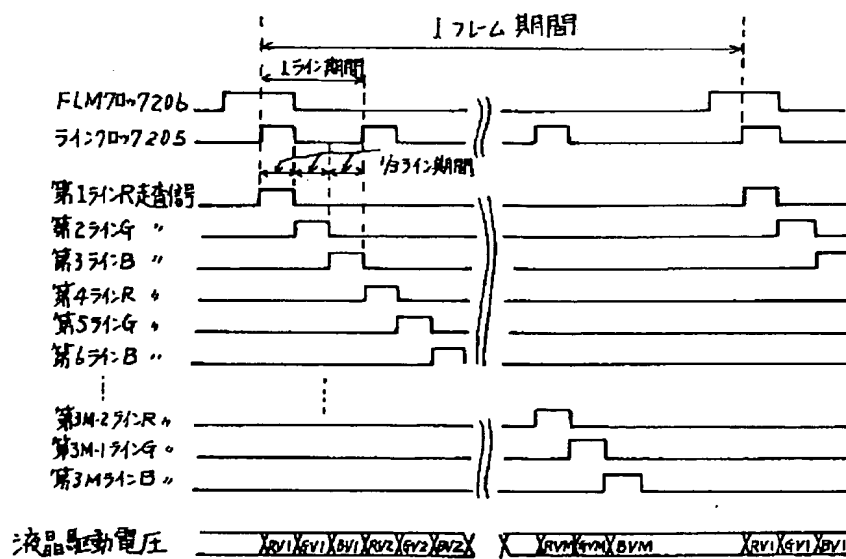 1フレーム期間
1ライン期間
FLMクロック206
ラインクロック205
1/3ライン期間
第1ラインR走査信号
第2ラインG 〃
第3ラインB 〃
第4ラインR 〃
第5ラインG 〃
第6ラインB 〃
第3M-2ラインR 〃
第3M-1ラインG 〃
第3MラインB 〃
液晶駆動電圧 RV1 GV1 BV1 RV2 GV2 BV2 RVM GVM BVM RV1 GV1 BV1